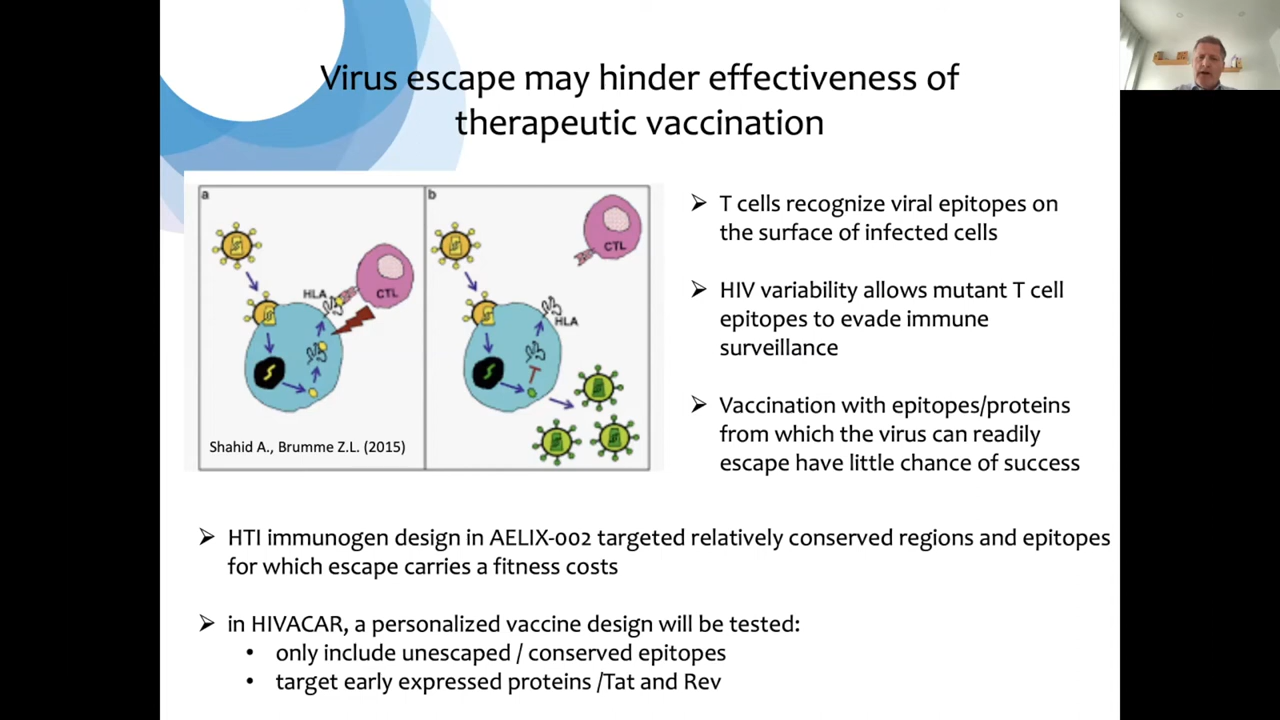 Virus escape may hinder effectiveness of
therapeutic vaccination
a
HLA
CTL
Shahid A., Brumme Z.L. (2015)
b
CTL
HLA
➢ T cells recognize viral epitopes on
the surface of infected cells
➢ HIV variability allows mutant T cell
epitopes to evade immune
surveillance
➢ Vaccination with epitopes/proteins
from which the virus can readily
escape have little chance of success
➢ HTI immunogen design in AELIX-002 targeted relatively conserved regions and epitopes
for which escape carries a fitness costs
➢ in HIVACAR, a personalized vaccine design will be tested:
• only include unescaped / conserved epitopes
• target early expressed proteins /Tat and Rev